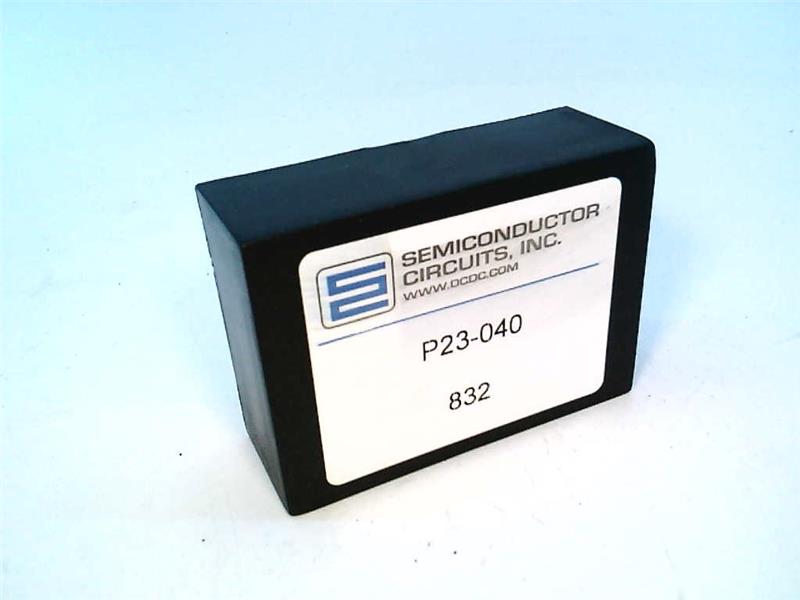 SEMICONDUCTOR
CIRCUITS, INC.
WWW.DCDC.COM
P23-040
832